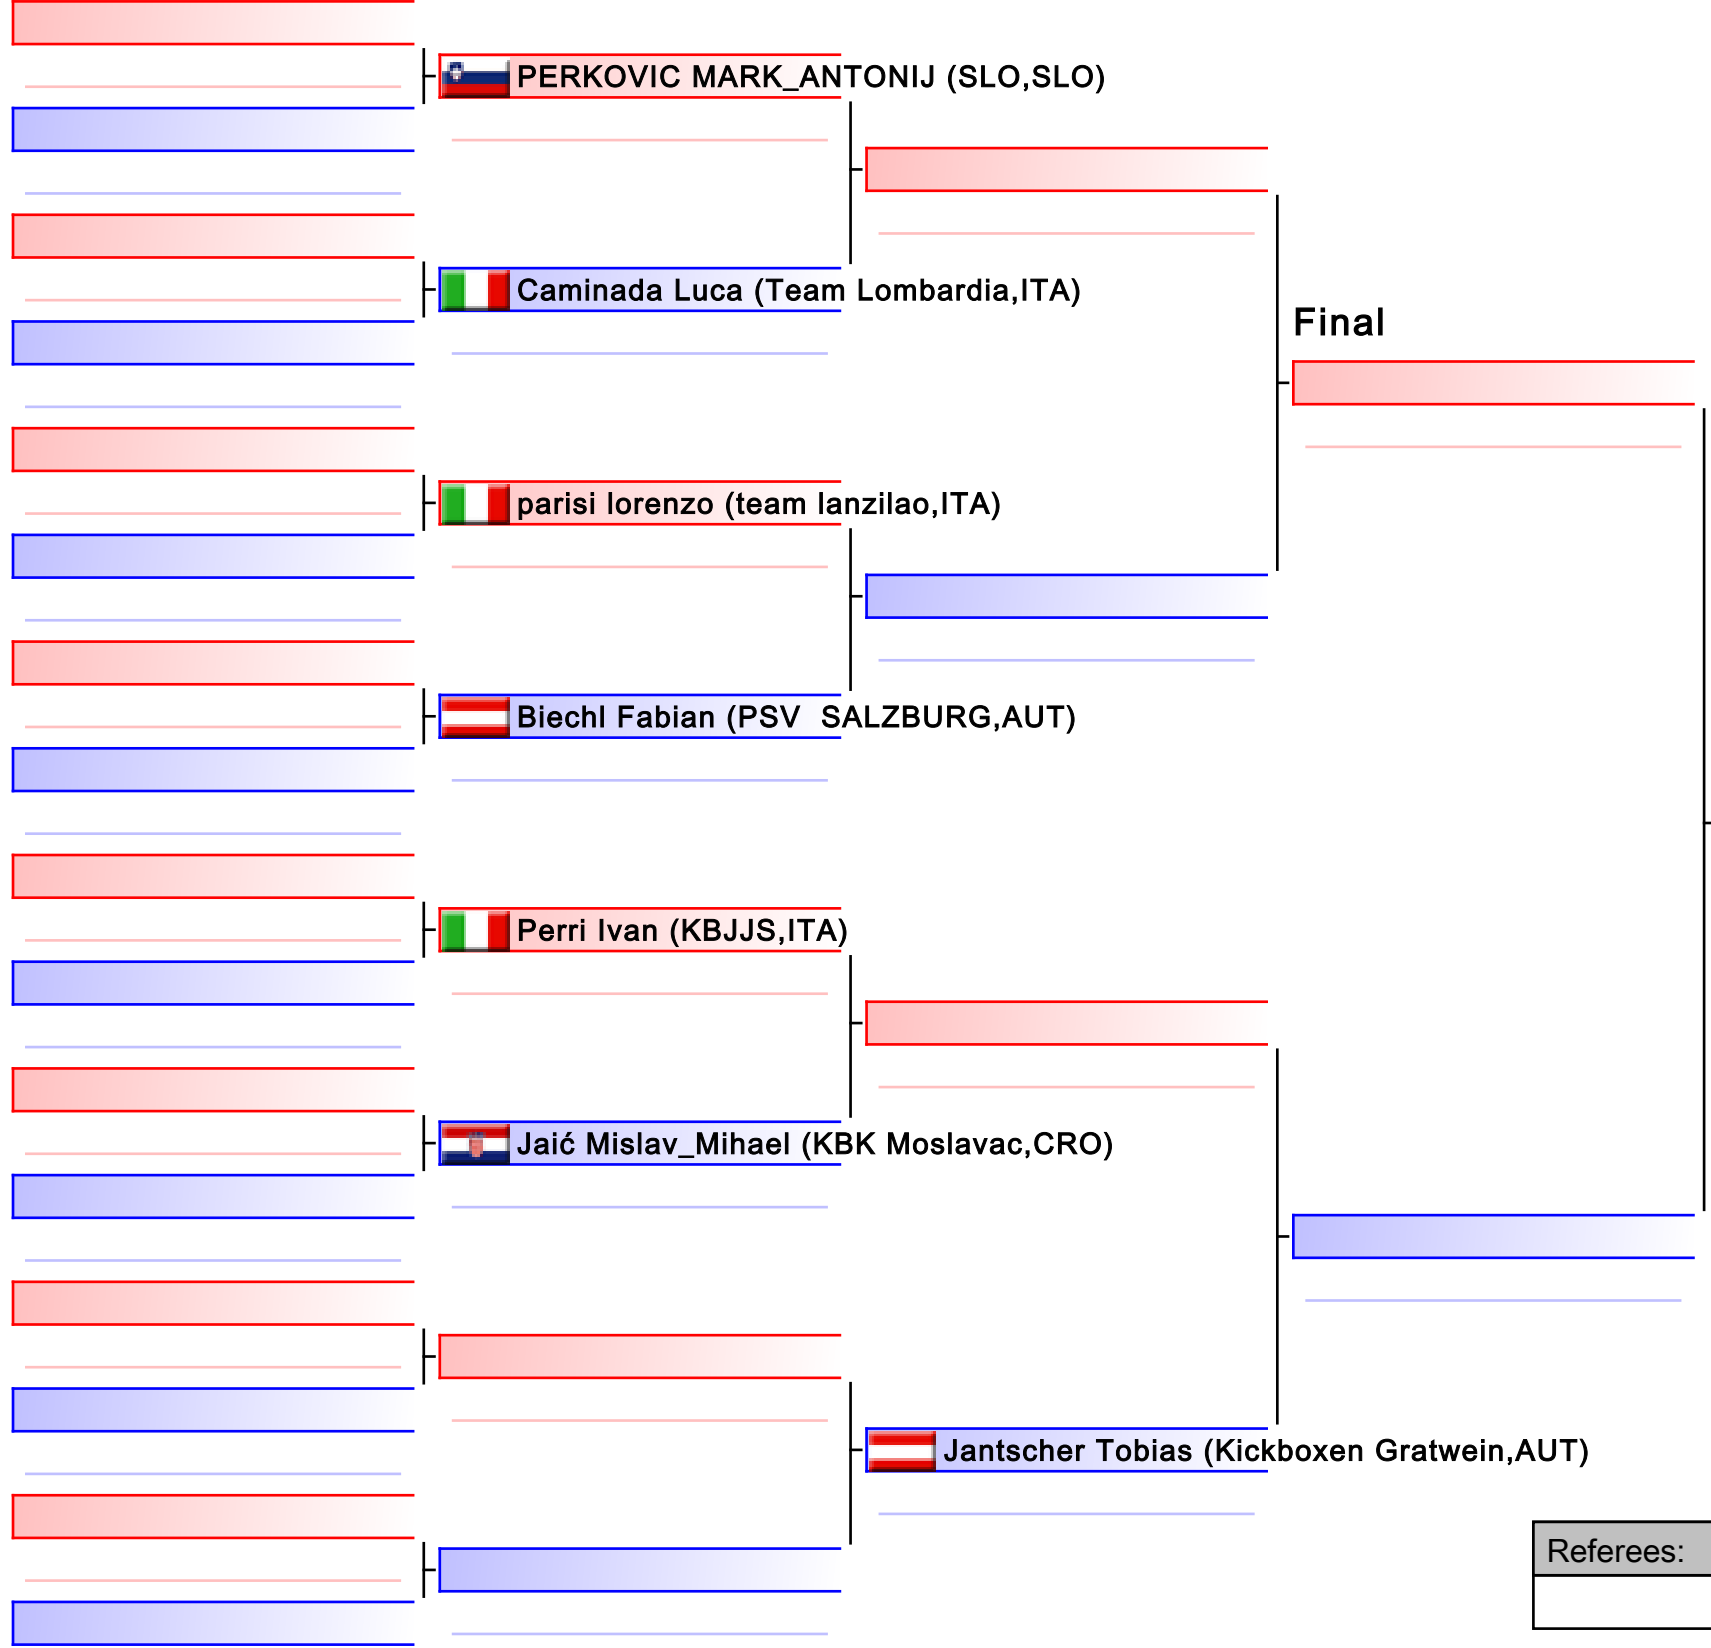 PERKOVIC MARK_ANTONIJ (SLO,SLO)
Caminada Luca (Team Lombardia,ITA)
Final
parisi lorenzo (team lanzilao,ITA)
Biechl Fabian (PSV  SALZBURG,AUT)
Perri Ivan (KBJJS,ITA)
Jaić Mislav_Mihael (KBK Moslavac,CRO)
Jantscher Tobias (Kickboxen Gratwein,AUT)
Referees: